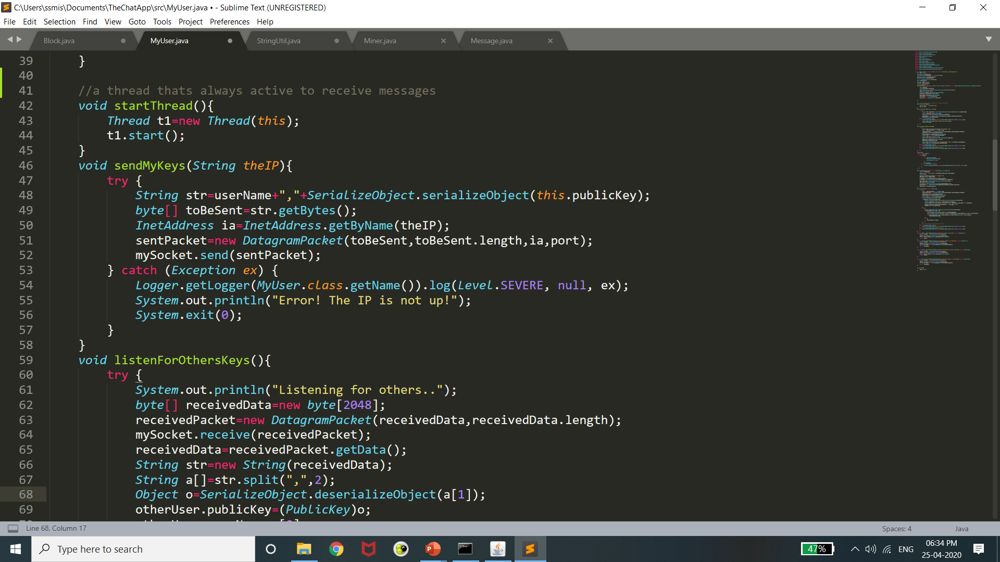 C:\Users\ssmis\Documents\TheChatApp\src\MyUser.java • - Sublime Text (UNREGISTERED)
File Edit Selection Find View Goto Tools Project Preferences Help
Block.java MyUser.java StringUtil.java Miner.java Message.java
39 }
40
41 //a thread thats always active to receive messages
42 void startThread(){
43 Thread t1=new Thread(this);
44 t1.start();
45 }
46 void sendMyKeys(String theIP){
47 try {
48 String str=userName+","+SerializeObject.serializeObject(this.publicKey);
49 byte[] toBeSent=str.getBytes();
50 InetAddress ia=InetAddress.getByName(theIP);
51 sentPacket=new DatagramPacket(toBeSent,toBeSent.length,ia,port);
52 mySocket.send(sentPacket);
53 } catch (Exception ex) {
54 Logger.getLogger(MyUser.class.getName()).log(Level.SEVERE, null, ex);
55 System.out.println("Error! The IP is not up!");
56 System.exit(0);
57 }
58 }
59 void listenForOthersKeys(){
60 try {
61 System.out.println("Listening for others..");
62 byte[] receivedData=new byte[2048];
63 receivedPacket=new DatagramPacket(receivedData,receivedData.length);
64 mySocket.receive(receivedPacket);
65 receivedData=receivedPacket.getData();
66 String str=new String(receivedData);
67 String a[]=str.split(",",2);
68 Object o=SerializeObject.deserializeObject(a[1]);
69 otherUser.publicKey=(PublicKey)o;
Line 68, Column 17 Spaces: 4 Java
Type here to search
47% ENG 06:34 PM
25-04-2020